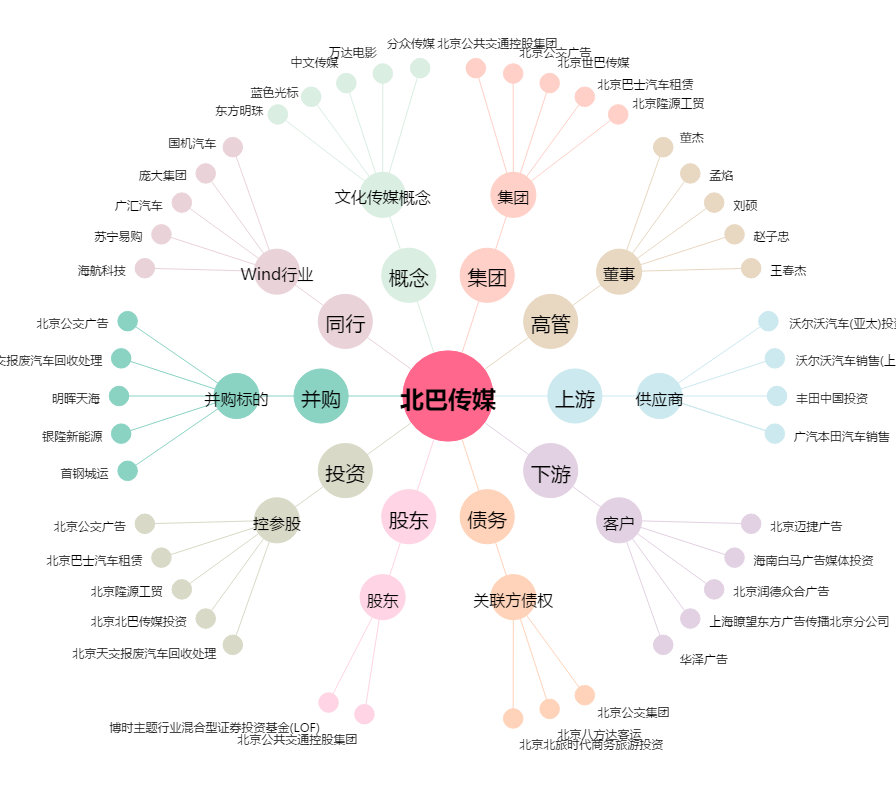 分众传媒
北京公共交通控股集团
万达电影
北京公交广告
中文传媒
北京世巴传媒
蓝色光标
北京巴士汽车租赁
东方明珠
北京隆源工贸
国机汽车
董杰
庞大集团
孟焰
文化传媒概念
集团
广汇汽车
刘硕
苏宁易购
赵子忠
海航科技
Wind行业
概念
集团
董事
王春杰
北京公交广告
同行
高管
沃尔沃汽车(亚太)投资
交报废汽车回收处理
沃尔沃汽车销售(上
明晖天海
并购标的
并购
北巴传媒
上游
供应商
丰田中国投资
银隆新能源
广汽本田汽车销售
首钢城运
投资
下游
北京公交广告
控参股
股东
债务
客户
北京迈捷广告
北京巴士汽车租赁
海南白马广告媒体投资
北京隆源工贸
股东
关联方债权
北京润德众合广告
北京北巴传媒投资
上海瞭望东方广告传播北京分公司
北京天交报废汽车回收处理
华泽广告
北京公交集团
博时主题行业混合型证券投资基金(LOF)
北京八方达客运
北京公共交通控股集团
北京北旅时代商务旅游投资